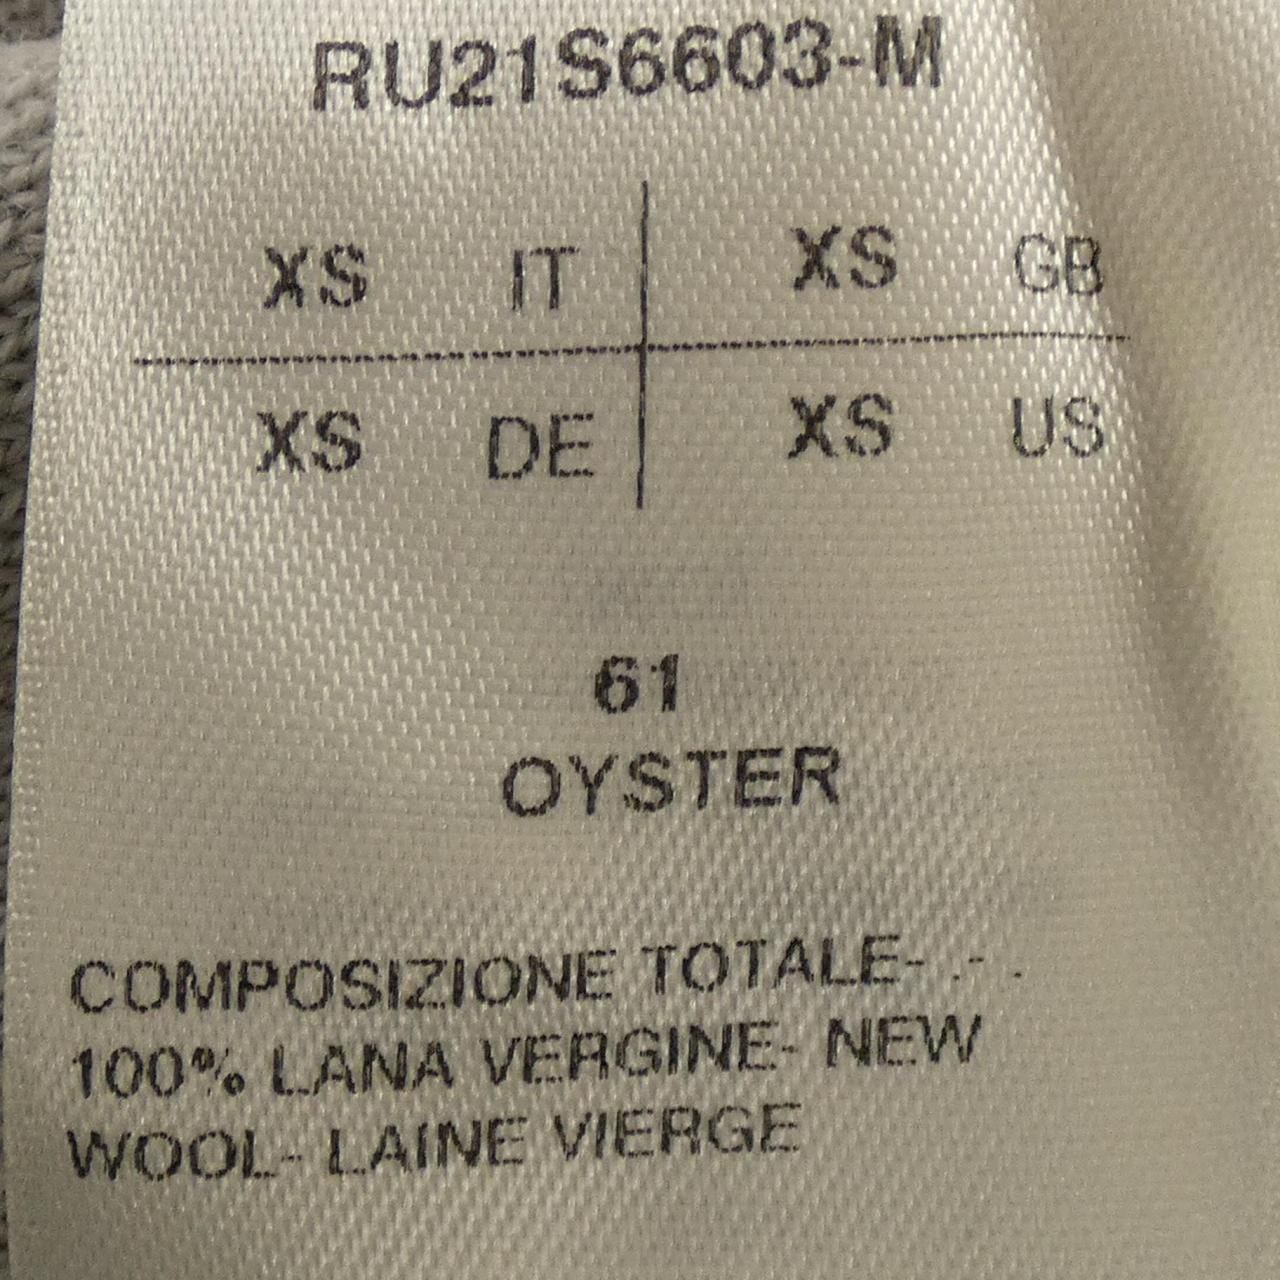 RU21S6603-M
XS IT XS GB
XS DE XS US
61
OYSTER
COMPOSIZIONE TOTALE- .- .
100% LANA VERGINE- NEW
WOOL- LAINE VIERGE